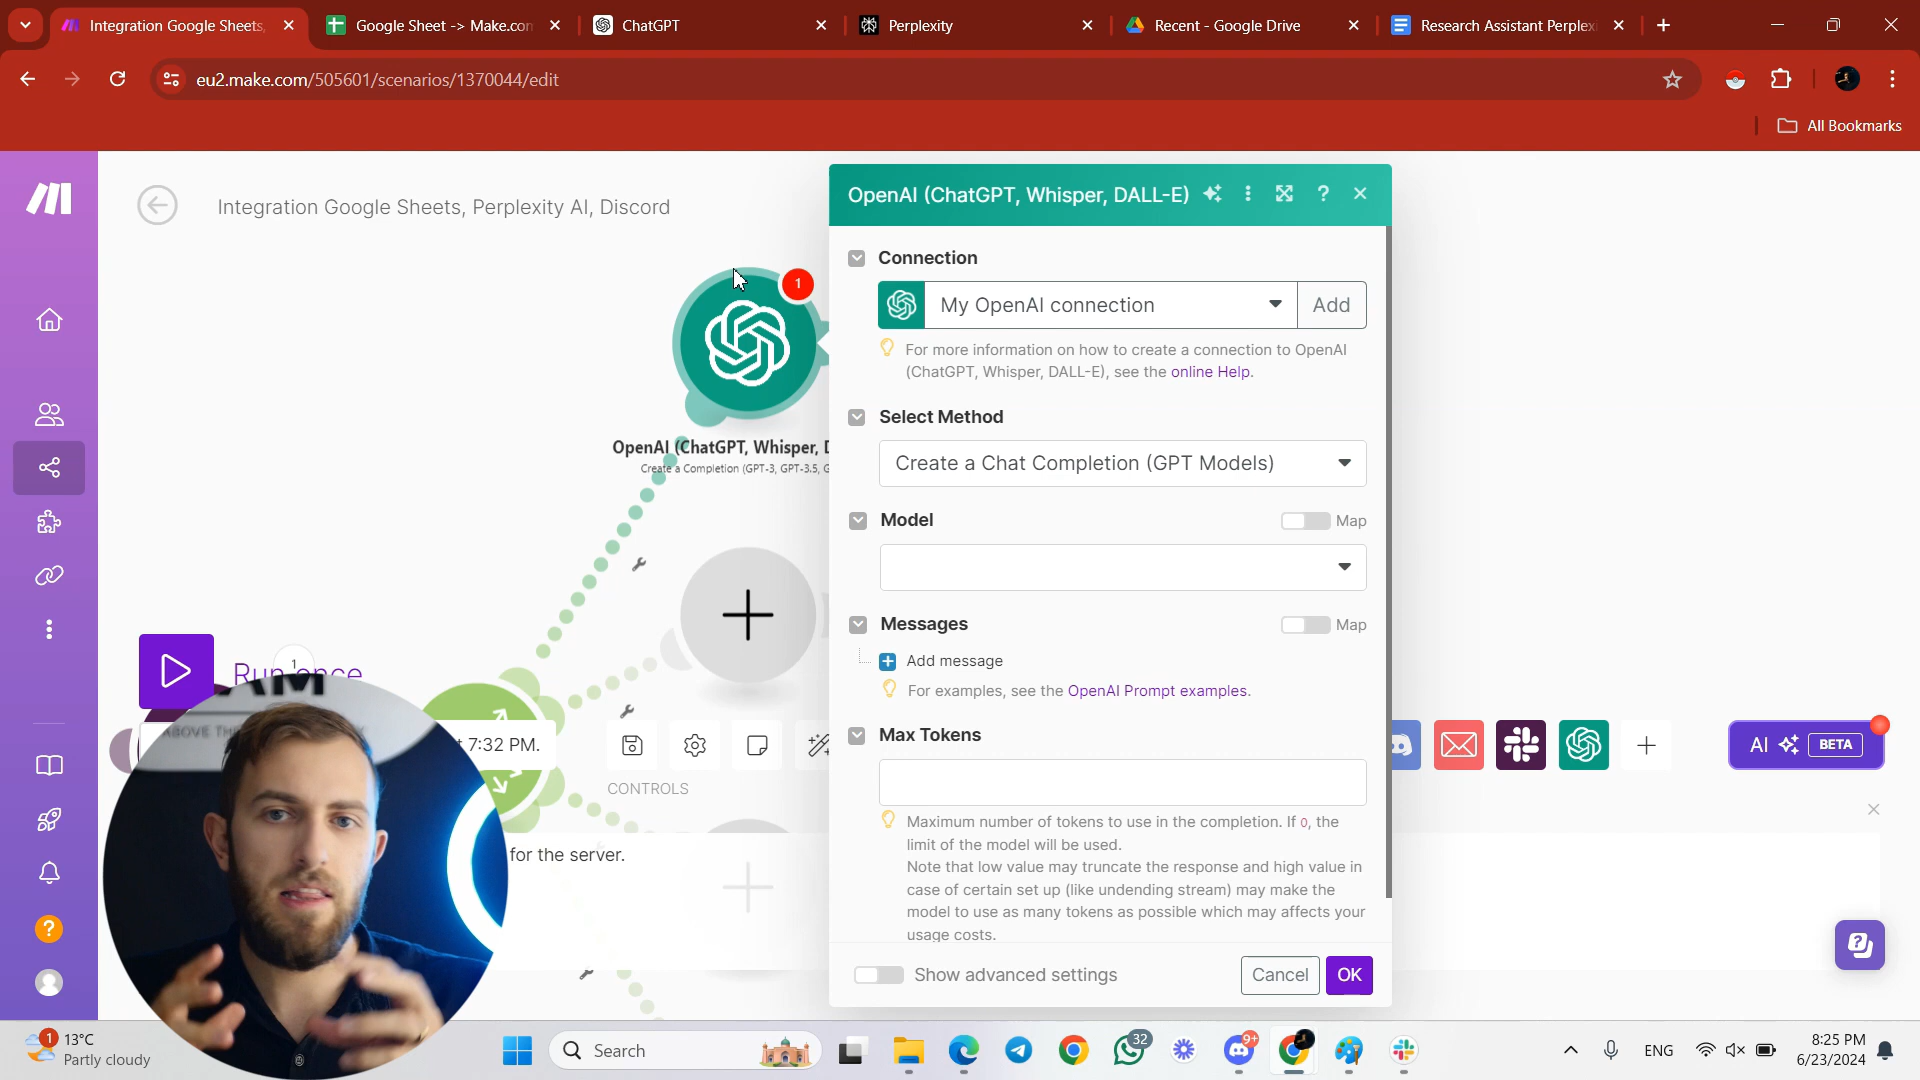 Integration Google Sheets,
Google Sheet -> Make.con
ChatGPT
Perplexity
Recent - Google Drive
Research Assistant Perplexi
eu2.make.com/505601/scenarios/1370044/edit
All Bookmarks
Integration Google Sheets, Perplexity AI, Discord
OpenAI (ChatGPT, Whisper, DALL-E)
?
Connection
1
My OpenAI connection
Add
For more information on how to create a connection to OpenAI
(ChatGPT, Whisper, DALL-E), see the online Help.
Select Method
OpenAI (ChatGPT, Whisper, D
Create a Completion (GPT-3, GPT-3.5, G
Create a Chat Completion (GPT Models)
Model
Map
Messages
Map
Add message
For examples, see the OpenAI Prompt examples.
Run once
1
Max Tokens
7:32 PM.
AI
BETA
CONTROLS
Maximum number of tokens to use in the completion. If 0, the
limit of the model will be used.
Note that low value may truncate the response and high value in
case of certain set up (like undending stream) may make the
model to use as many tokens as possible which may affects your
usage costs.
for the server.
ABOVE TH
?
?
Show advanced settings
Cancel
OK
1
13°C
Partly cloudy
Search
32
9+
ENG
8:25 PM
6/23/2024